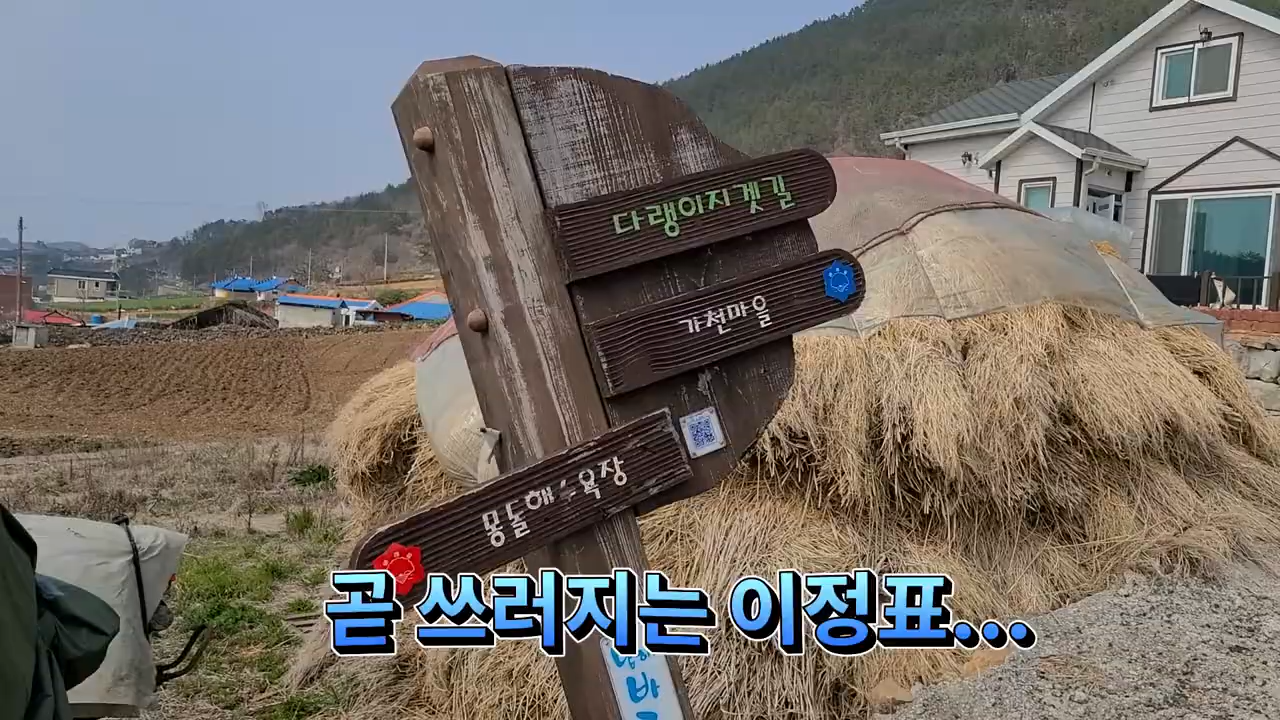 다랭이지겟길
가천마을
몽돌해수욕장
곧 쓰러지는 이정표...
바